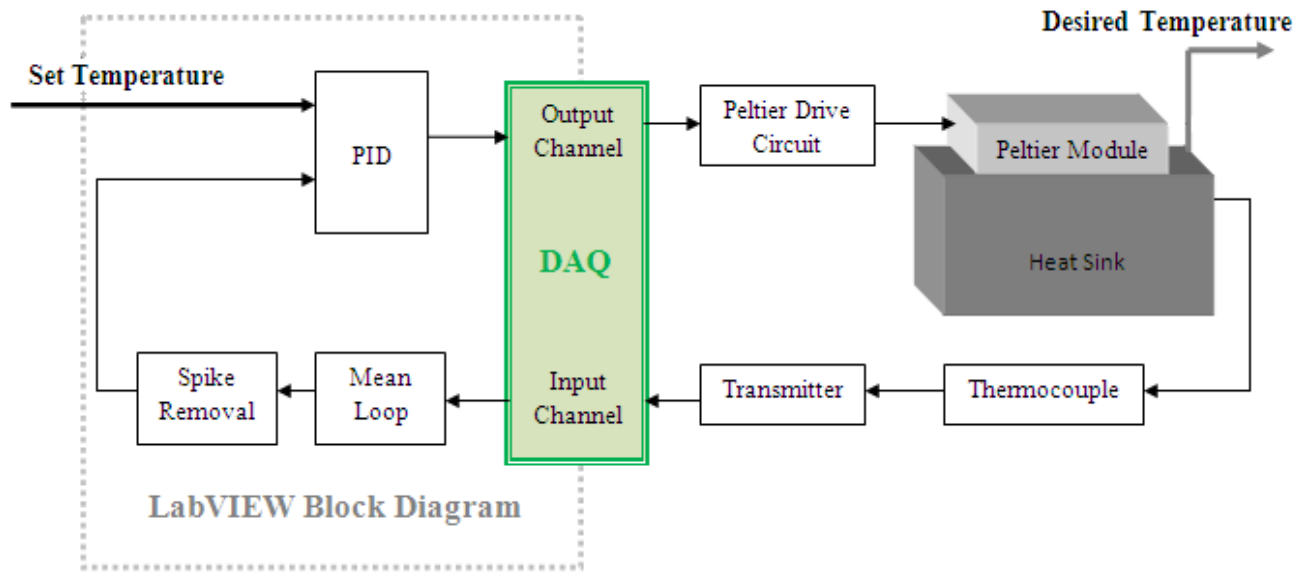 Desired Temperature
Set Temperature
PID
Output
Channel
Peltier Drive
Circuit
Peltier Module
DAQ
Heat Sink
Spike
Removal
Mean
Loop
Input
Channel
Transmitter
Thermocouple
LabVIEW Block Diagram